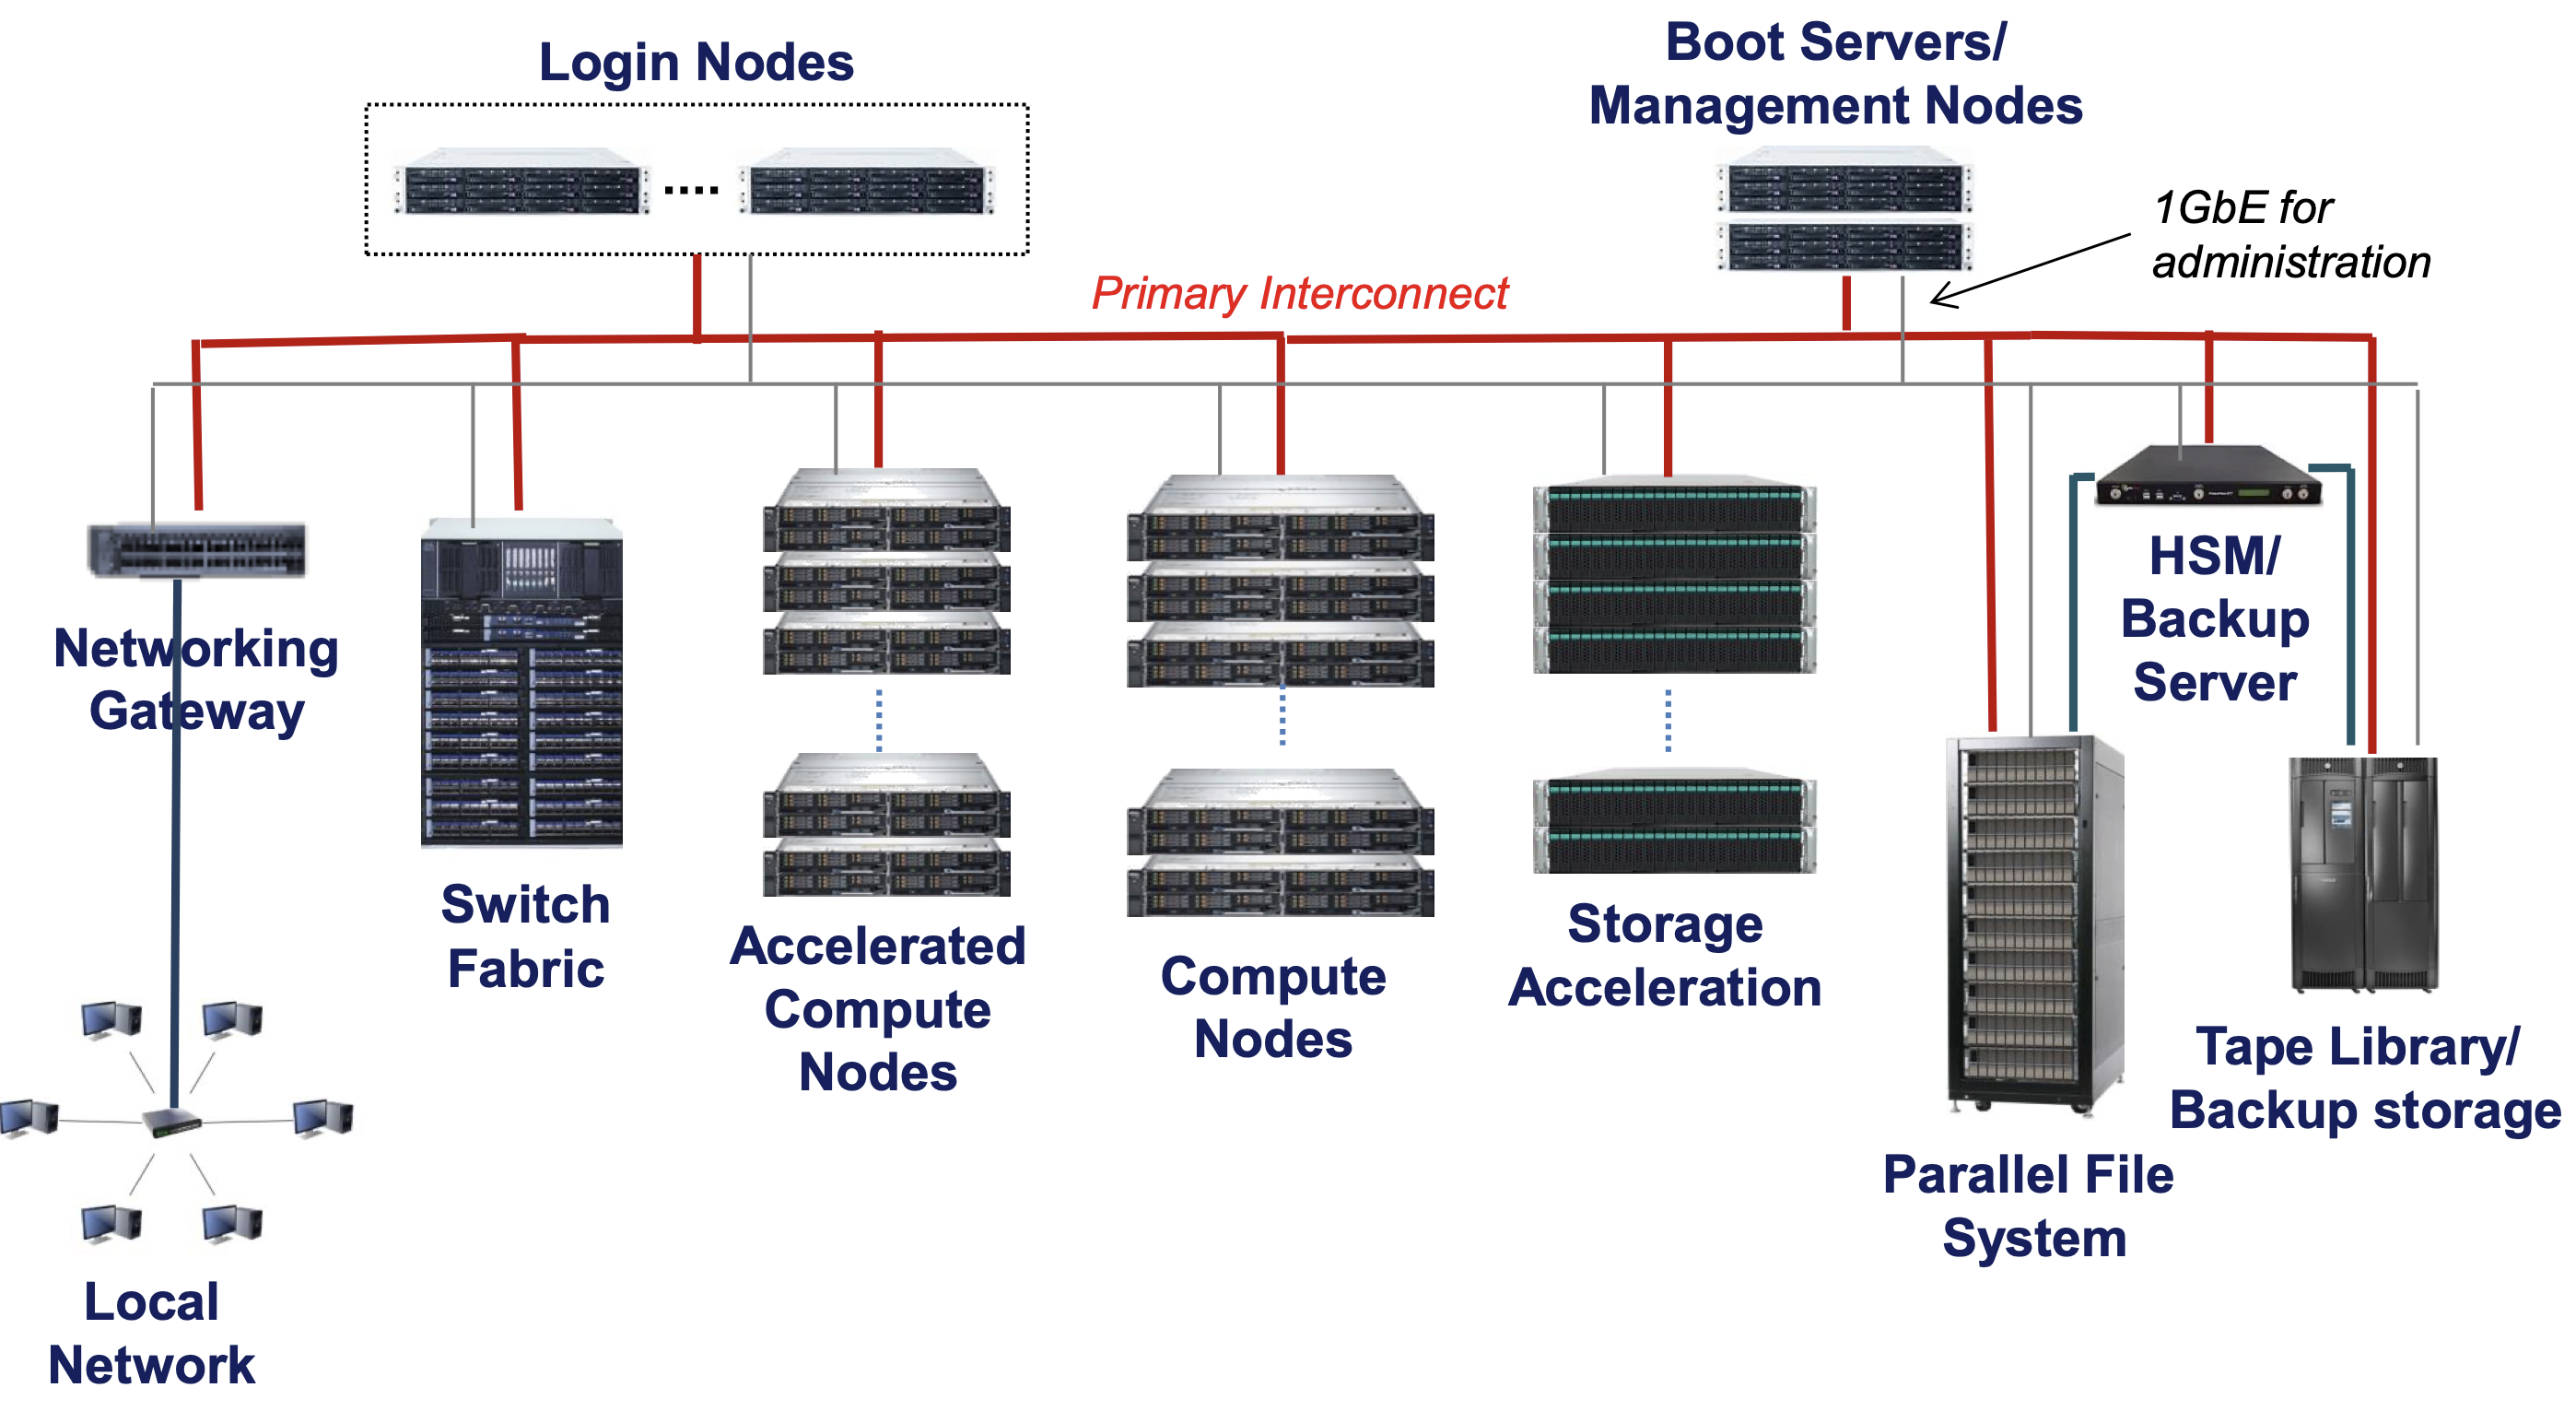 Login Nodes
Boot Servers/
Management Nodes
1GbE for
administration
Primary Interconnect
Networking
Gateway
Switch
Fabric
Accelerated
Compute
Nodes
Compute
Nodes
Storage
Acceleration
HSM/
Backup
Server
Parallel File
System
Tape Library/
Backup storage
Local
Network